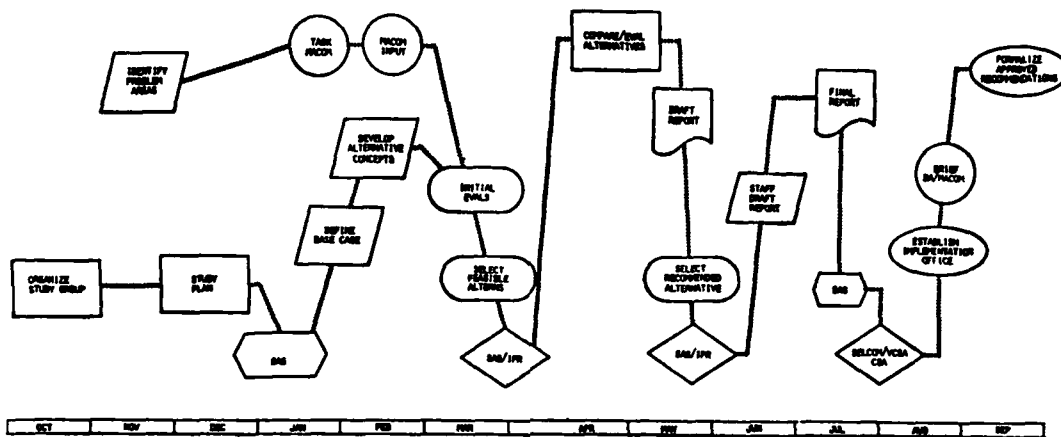 IDENTIFY
PROBLEM
AREAS
TASK
MACOM
MACOM
INPUT
COMPARE/EVAL
ALTERNATIVES
FORMALIZE
APPROVED
RECOMMENDATIONS
DRAFT
REPORT
FINAL
REPORT
DEVELOP
ALTERNATIVE
CONCEPTS
INITIAL
EVALS
STAFF
DRAFT
REPORT
BRIEF
DA/MACOM
DEFINE
BASE CASE
ORGANIZE
STUDY GROUP
STUDY
PLAN
SELECT
FEASIBLE
ALTERNS
SELECT
RECOMMENDED
ALTERNATIVE
ESTABLISH
IMPLEMENTATION
OFFICE
SAG
SAG
SAG/IPR
SAG/IPR
SELCOM/VCSA
CSA
OCT NOV DEC JAN FEB MAR APR MAY JUN JUL AUG SEP